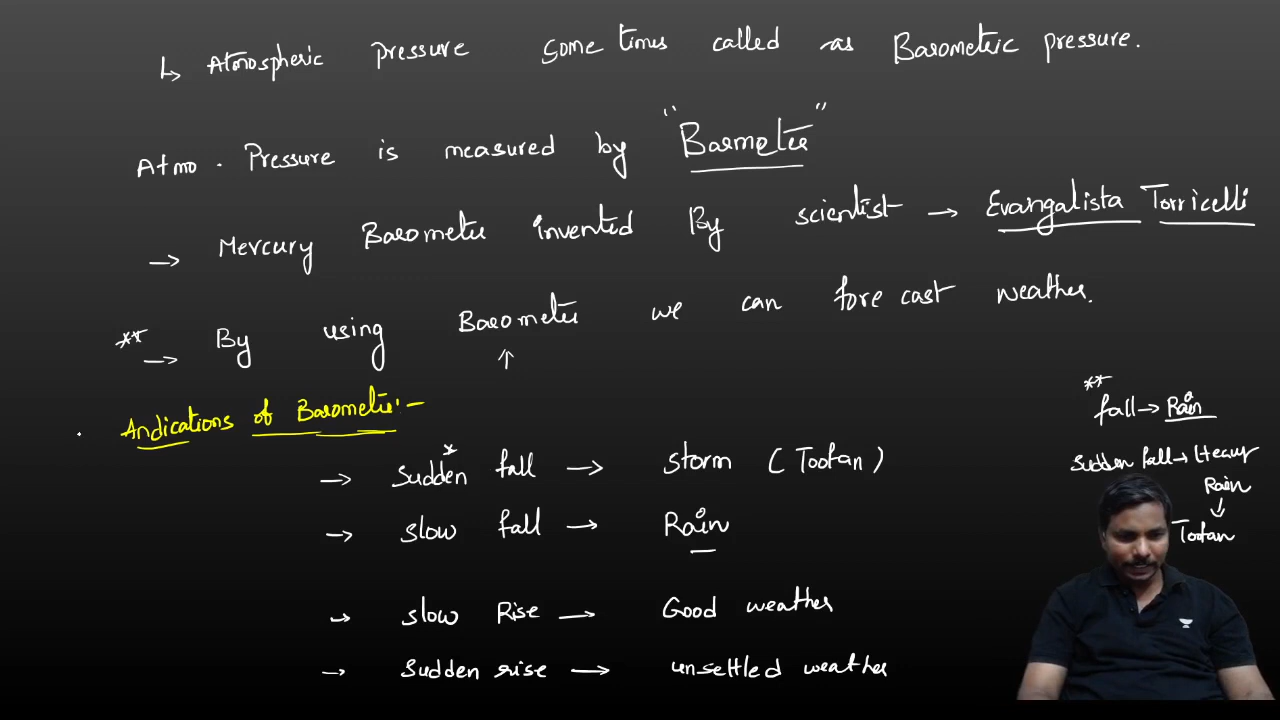 ↳ Atmospheric pressure some times called as Barometric pressure.
Atmo. Pressure is measured by "Barmeter"
→ Mercury Barometer invented By scientist → Evangalista Torricelli
** → By using Barometer we can fore cast weather.
↑
Indications of Barometer:-
→ Sudden* fall → storm (Toofan)
→ slow fall → Rain
→ slow Rise → Good weather
→ sudden rise → unsettled weather
**
fall → Rain
Sudden fall → Heavy
Rain
↓
Toofan